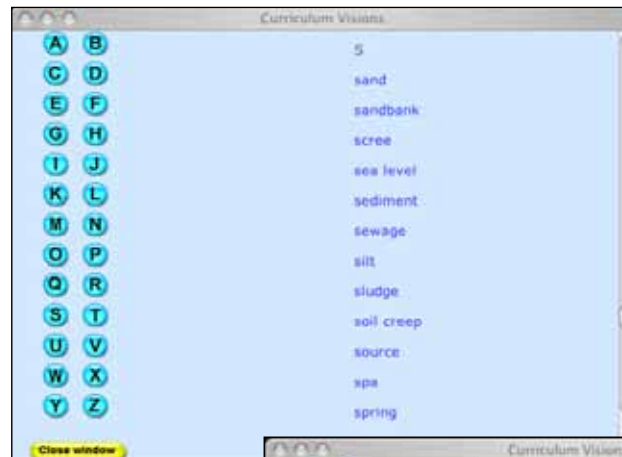 Curriculum Visions
A B
C D
E F
G H
I J
K L
M N
O P
Q R
S T
U V
W X
Y Z
S
sand
sandbank
scree
sea level
sediment
sewage
silt
sludge
soil creep
source
spa
spring
Close window
Curriculum Vision